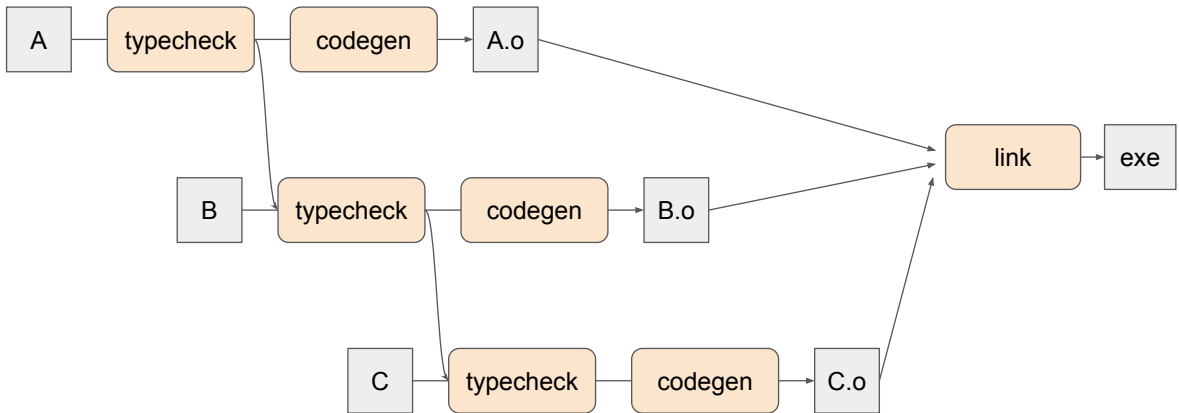 A
typecheck
codegen
A.o
link
exe
B
typecheck
codegen
B.o
C
typecheck
codegen
C.o